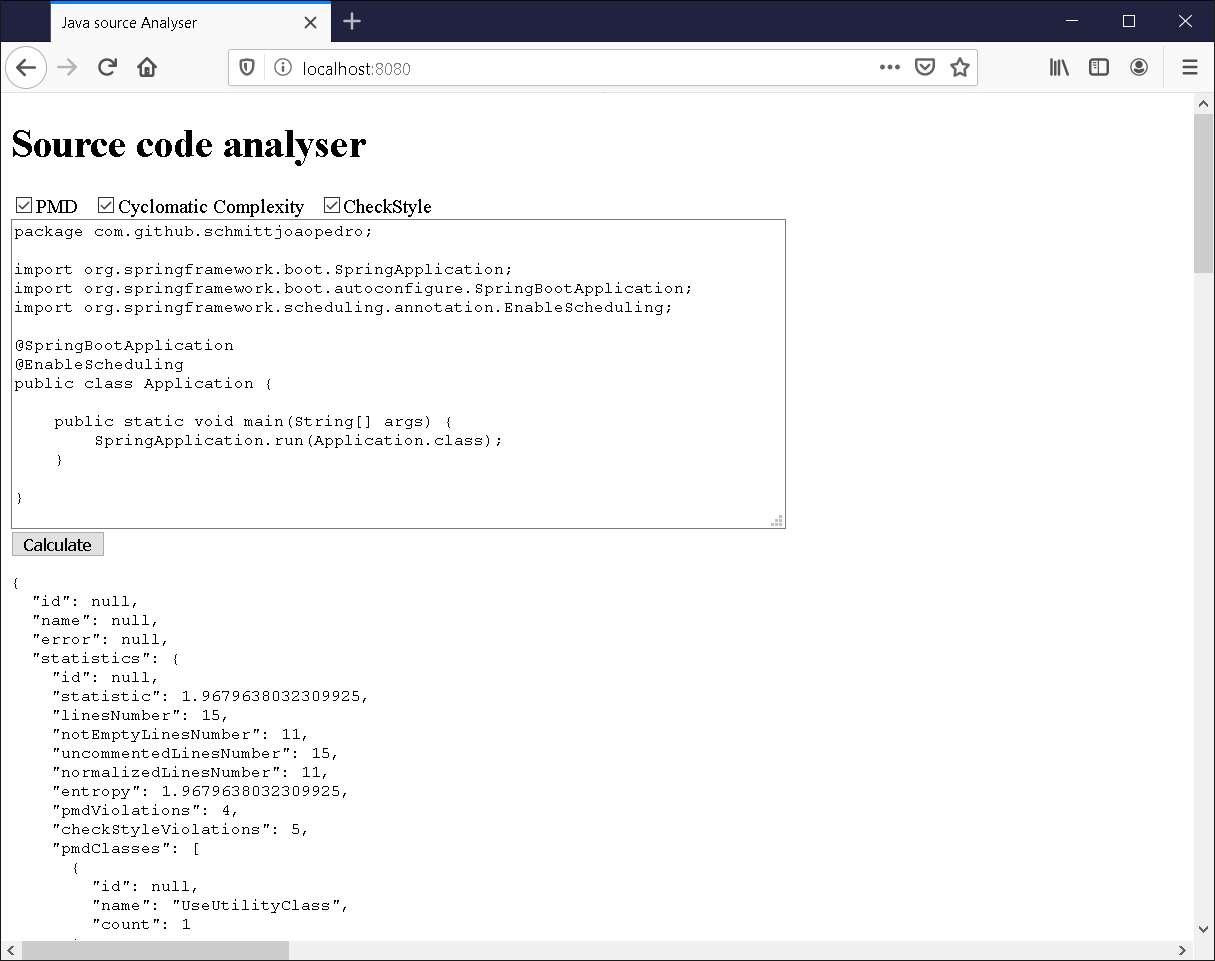 Java source Analyser
localhost:8080
Source code analyser
PMD Cyclomatic Complexity CheckStyle
package com.github.schmittjoaopedro;

import org.springframework.boot.SpringApplication;
import org.springframework.boot.autoconfigure.SpringBootApplication;
import org.springframework.scheduling.annotation.EnableScheduling;

@SpringBootApplication
@EnableScheduling
public class Application {

    public static void main(String[] args) {
        SpringApplication.run(Application.class);
    }

}
Calculate
{
  "id": null,
  "name": null,
  "error": null,
  "statistics": {
    "id": null,
    "statistic": 1.9679638032309925,
    "linesNumber": 15,
    "notEmptyLinesNumber": 11,
    "uncommentedLinesNumber": 15,
    "normalizedLinesNumber": 11,
    "entropy": 1.9679638032309925,
    "pmdViolations": 4,
    "checkStyleViolations": 5,
    "pmdClasses": [
      {
        "id": null,
        "name": "UseUtilityClass",
        "count": 1